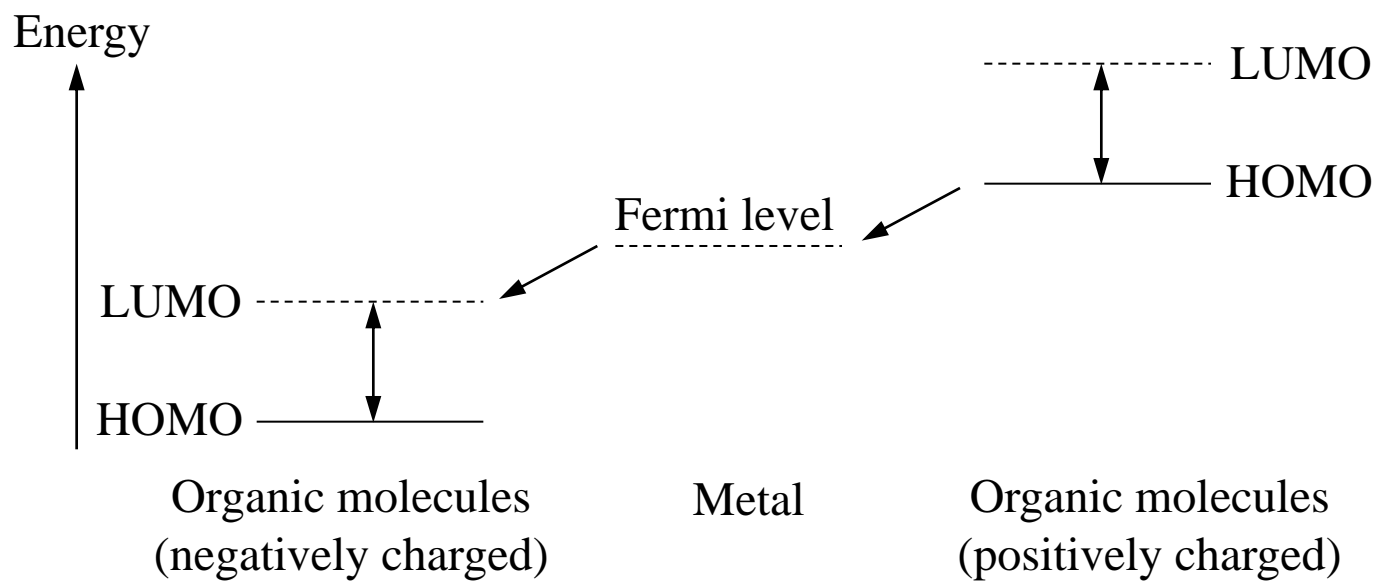 Energy
LUMO
HOMO
Fermi level
LUMO
HOMO
Organic molecules
(negatively charged)
Metal
Organic molecules
(positively charged)